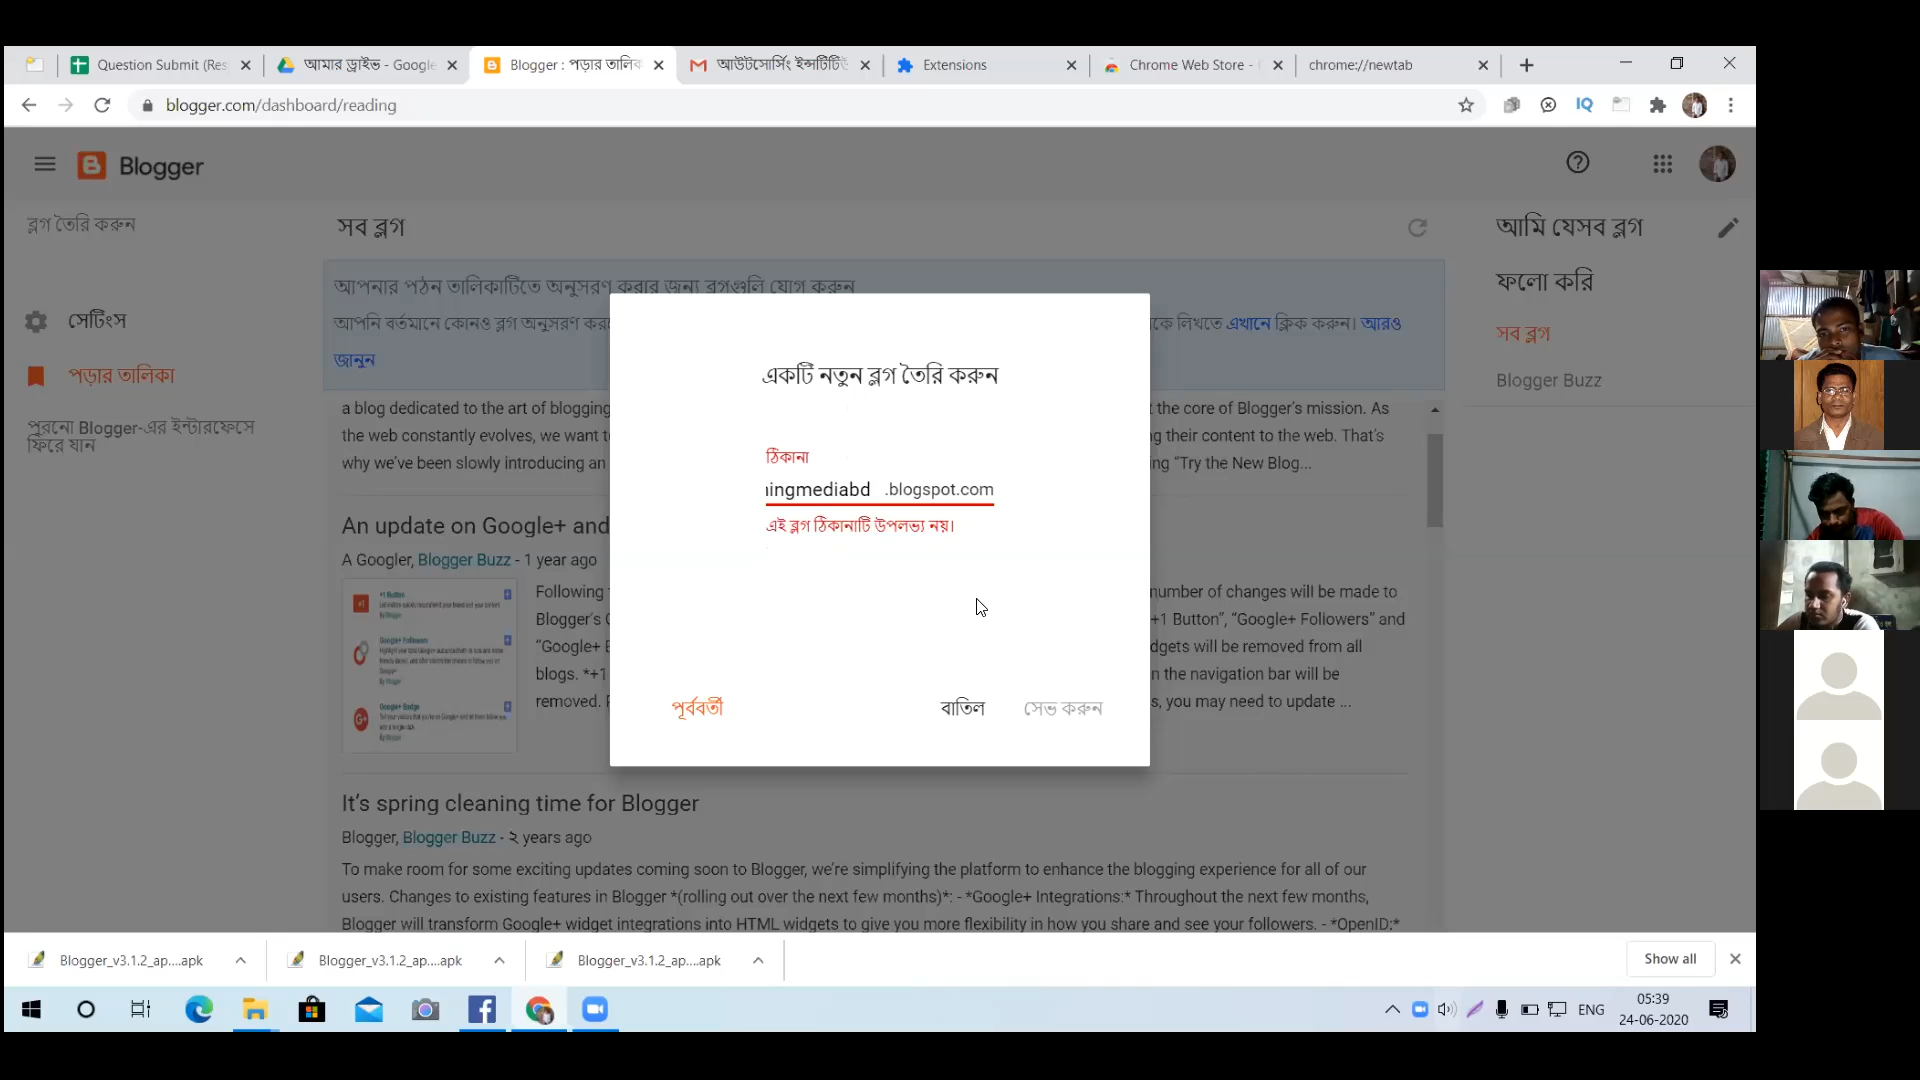 Question Submit (Res
আমার ড্রাইভ - Google
Blogger : পড়ার তালিক
আউটসোর্সিং ইন্সটিটিউ
Extensions
Chrome Web Store -
chrome://newtab
blogger.com/dashboard/reading
Blogger
ব্লগ তৈরি করুন
সেটিংস
পড়ার তালিকা
পুরনো Blogger-এর ইন্টারফেসে
ফিরে যান
সব ব্লগ
আপনার পঠন তালিকাটিতে অনুসরণ করার জন্য ব্লগগুলি যোগ করুন
আপনি বর্তমানে কোনও ব্লগ অনুসরণ কর
কে লিখতে এখানে ক্লিক করুন। আরও
জানুন
a blog dedicated to the art of blogging
t the core of Blogger's mission. As
the web constantly evolves, we want t
ng their content to the web. That's
why we've been slowly introducing an
ing "Try the New Blog...
An update on Google+ and
A Googler, Blogger Buzz - 1 year ago
Following
number of changes will be made to
Blogger's G
+1 Button", "Google+ Followers" and
"Google+ B
dgets will be removed from all
blogs. *+1
n the navigation bar will be
removed. P
s, you may need to update ...
+1 Button
Google+ Followers
Google+ Badge
It's spring cleaning time for Blogger
Blogger, Blogger Buzz - ২ years ago
To make room for some exciting updates coming soon to Blogger, we're simplifying the platform to enhance the blogging experience for all of our
users. Changes to existing features in Blogger *(rolling out over the next few months)*: - *Google+ Integrations:* Throughout the next few months,
Blogger will transform Google+ widget integrations into HTML widgets to give you more flexibility in how you share and see your followers. - *OpenID:*
আমি যেসব ব্লগ
ফলো করি
সব ব্লগ
Blogger Buzz
একটি নতুন ব্লগ তৈরি করুন
ঠিকানা
ingmediabd .blogspot.com
এই ব্লগ ঠিকানাটি উপলভ্য নয়।
পূর্ববর্তী
বাতিল
সেভ করুন
Blogger_v3.1.2_ap....apk
Blogger_v3.1.2_ap....apk
Blogger_v3.1.2_ap....apk
Show all
ENG
05:39
24-06-2020